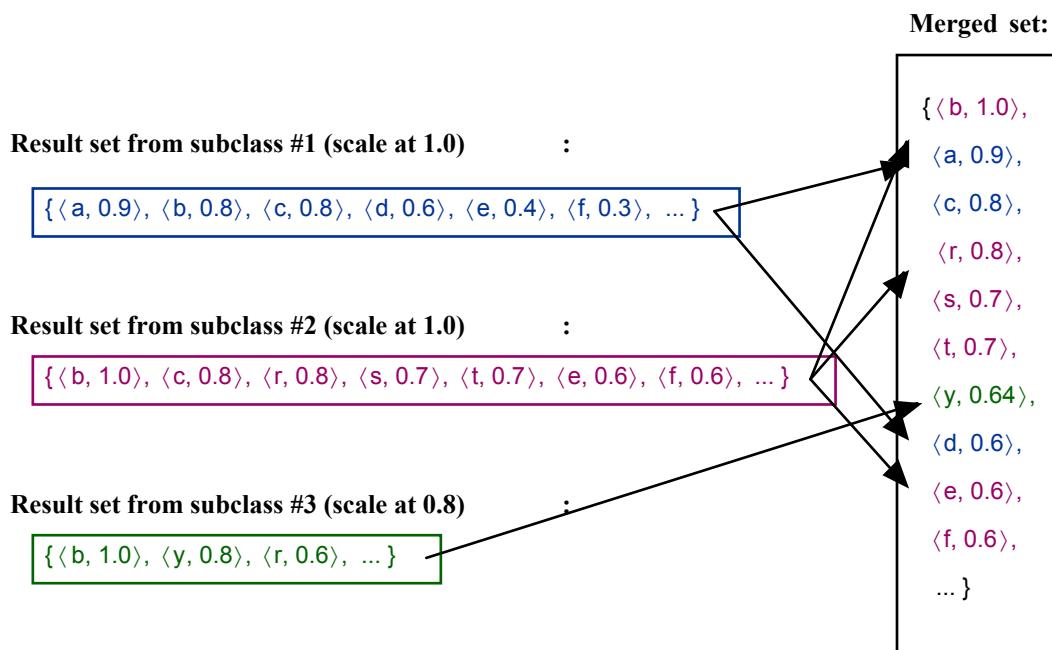 Merged set:
{⟨b, 1.0⟩,
Result set from subclass #1 (scale at 1.0) :
⟨a, 0.9⟩,
{⟨a, 0.9⟩, ⟨b, 0.8⟩, ⟨c, 0.8⟩, ⟨d, 0.6⟩, ⟨e, 0.4⟩, ⟨f, 0.3⟩, ... }
⟨c, 0.8⟩,
⟨r, 0.8⟩,
⟨s, 0.7⟩,
Result set from subclass #2 (scale at 1.0) :
⟨t, 0.7⟩,
{⟨b, 1.0⟩, ⟨c, 0.8⟩, ⟨r, 0.8⟩, ⟨s, 0.7⟩, ⟨t, 0.7⟩, ⟨e, 0.6⟩, ⟨f, 0.6⟩, ... }
⟨y, 0.64⟩,
⟨d, 0.6⟩,
⟨e, 0.6⟩,
Result set from subclass #3 (scale at 0.8) :
⟨f, 0.6⟩,
{⟨b, 1.0⟩, ⟨y, 0.8⟩, ⟨r, 0.6⟩, ... }
... }